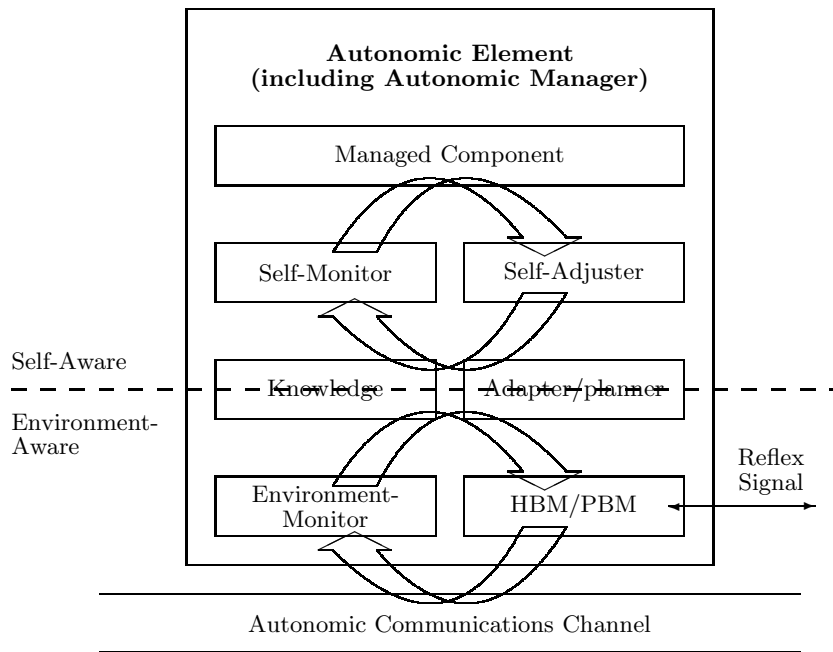 Autonomic Element
(including Autonomic Manager)
Managed Component
Self-Monitor
Self-Adjuster
Self-Aware
Knowledge
Adapter/planner
Environment-
Aware
Environment-
Monitor
HBM/PBM
Reflex
Signal
Autonomic Communications Channel